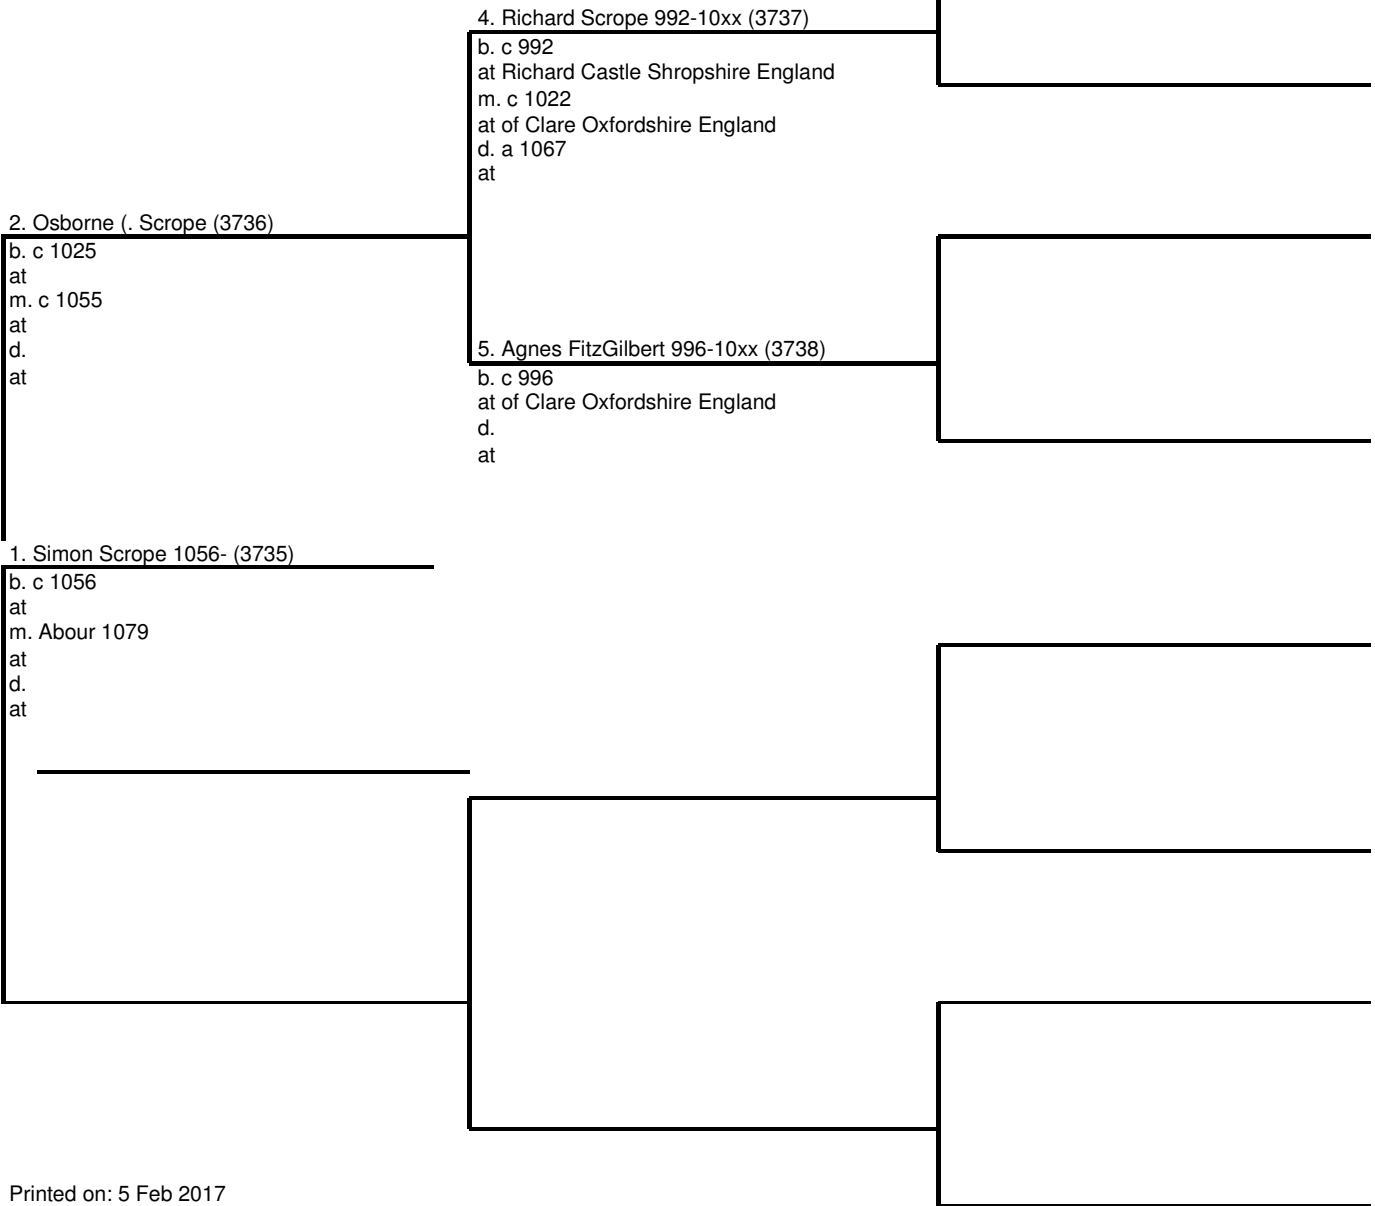 4. Richard Scrope 992-10xx (3737)
b. c 992
at Richard Castle Shropshire England
m. c 1022
at of Clare Oxfordshire England
d. a 1067
at
2. Osborne (. Scrope (3736)
b. c 1025
at
m. c 1055
at
d.
at
5. Agnes FitzGilbert 996-10xx (3738)
b. c 996
at of Clare Oxfordshire England
d.
at
1. Simon Scrope 1056- (3735)
b. c 1056
at
m. Abour 1079
at
d.
at
Printed on: 5 Feb 2017